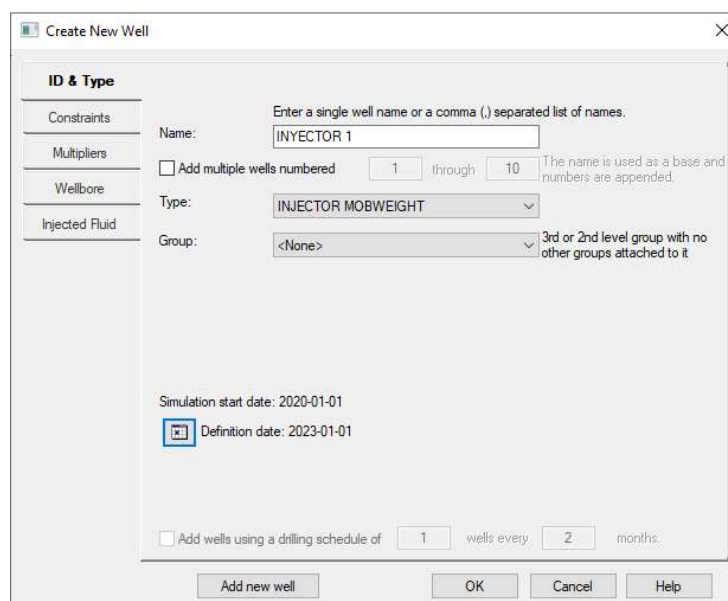 Create New Well
ID & Type
Constraints
Multipliers
Wellbore
Injected Fluid
Enter a single well name or a comma (,) separated list of names.
Name: INYECTOR 1
Add multiple wells numbered 1 through 10 The name is used as a base and
numbers are appended.
Type: INJECTOR MOBWEIGHT
Group: <None> 3rd or 2nd level group with no
other groups attached to it
Simulation start date: 2020-01-01
Definition date: 2023-01-01
Add wells using a drilling schedule of 1 wells every 2 months.
Add new well OK Cancel Help